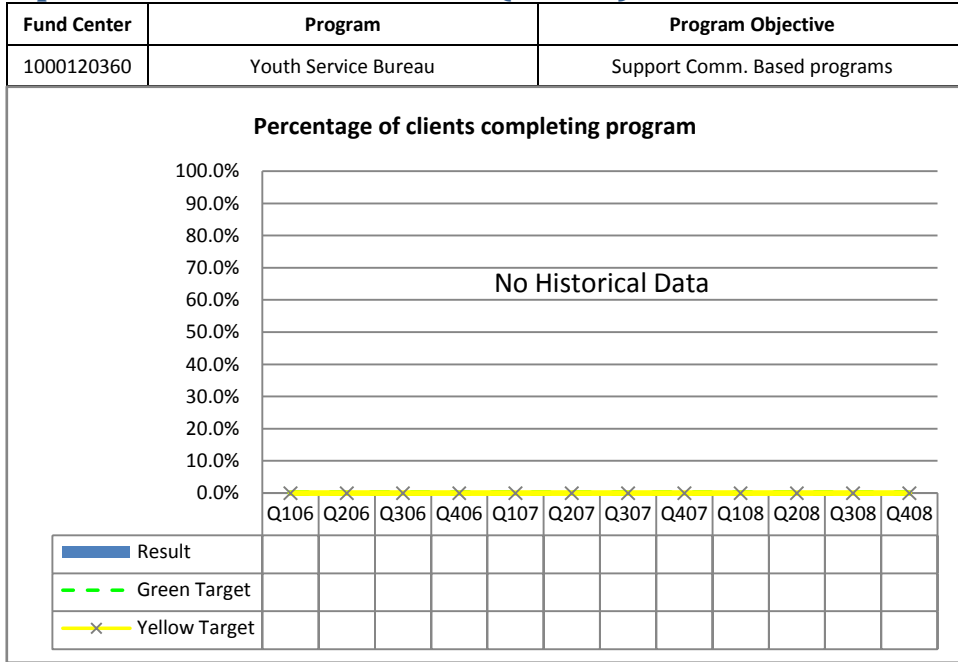 Fund Center Program Program Objective
1000120360 Youth Service Bureau Support Comm. Based programs
Percentage of clients completing program
100.0%
90.0%
80.0%
70.0%
No Historical Data
60.0%
50.0%
40.0%
30.0%
20.0%
10.0%
0.0%
Q106 Q206 Q306 Q406 Q107 Q207 Q307 Q407 Q108 Q208 Q308 Q408
Result
Green Target
Yellow Target